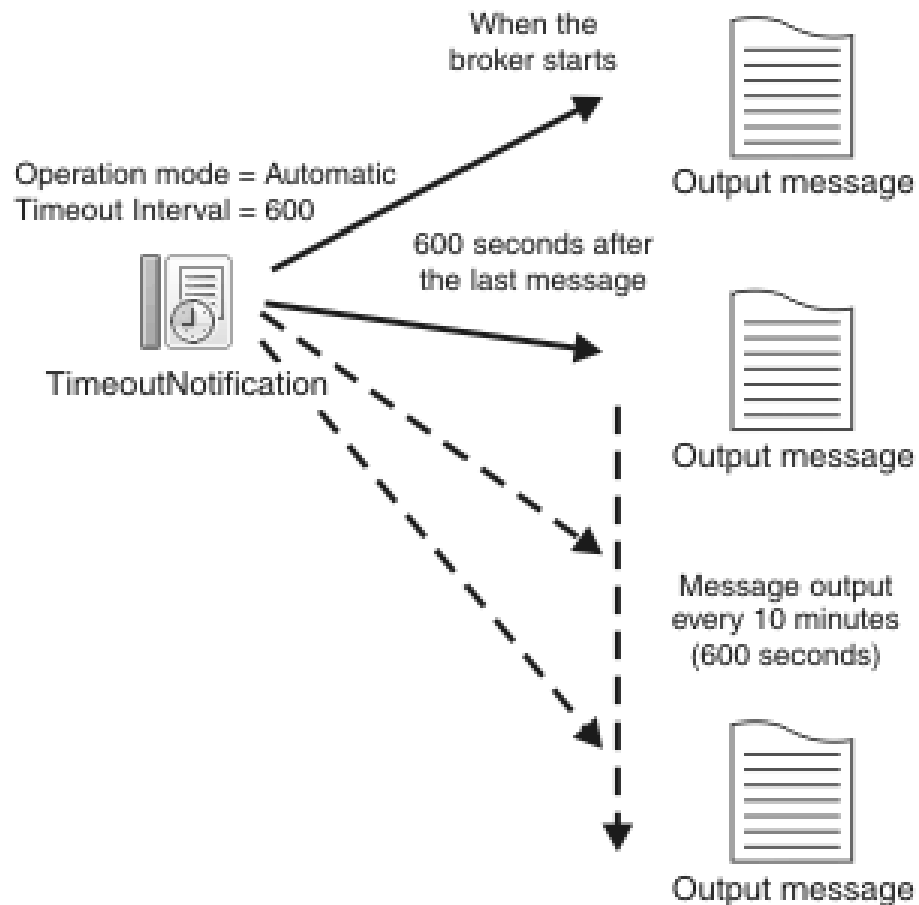 When the
broker starts
Output message
Operation mode = Automatic
Timeout Interval = 600
600 seconds after
the last message
TimeoutNotification
Output message
Message output
every 10 minutes
(600 seconds)
Output message